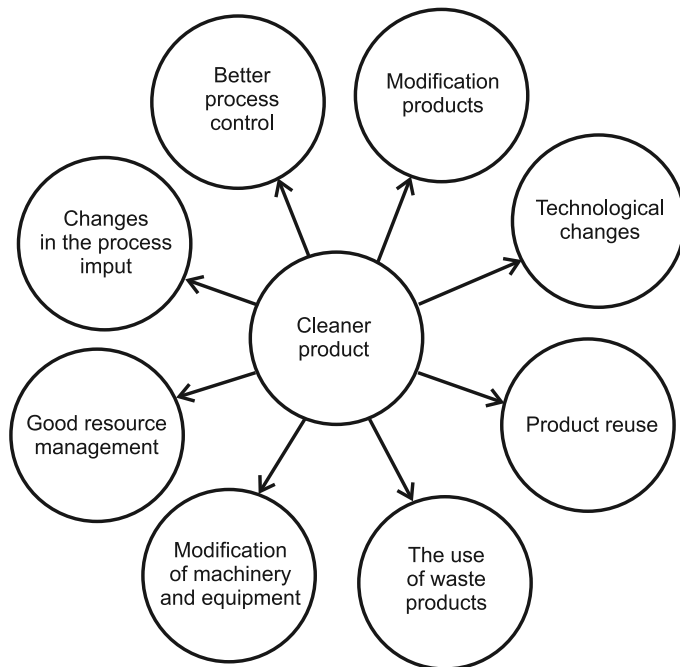 Better
process
control
Modification
products
Technological
changes
Changes
in the process
imput
Cleaner
product
Good resource
management
Product reuse
Modification
of machinery
and equipment
The use
of waste
products